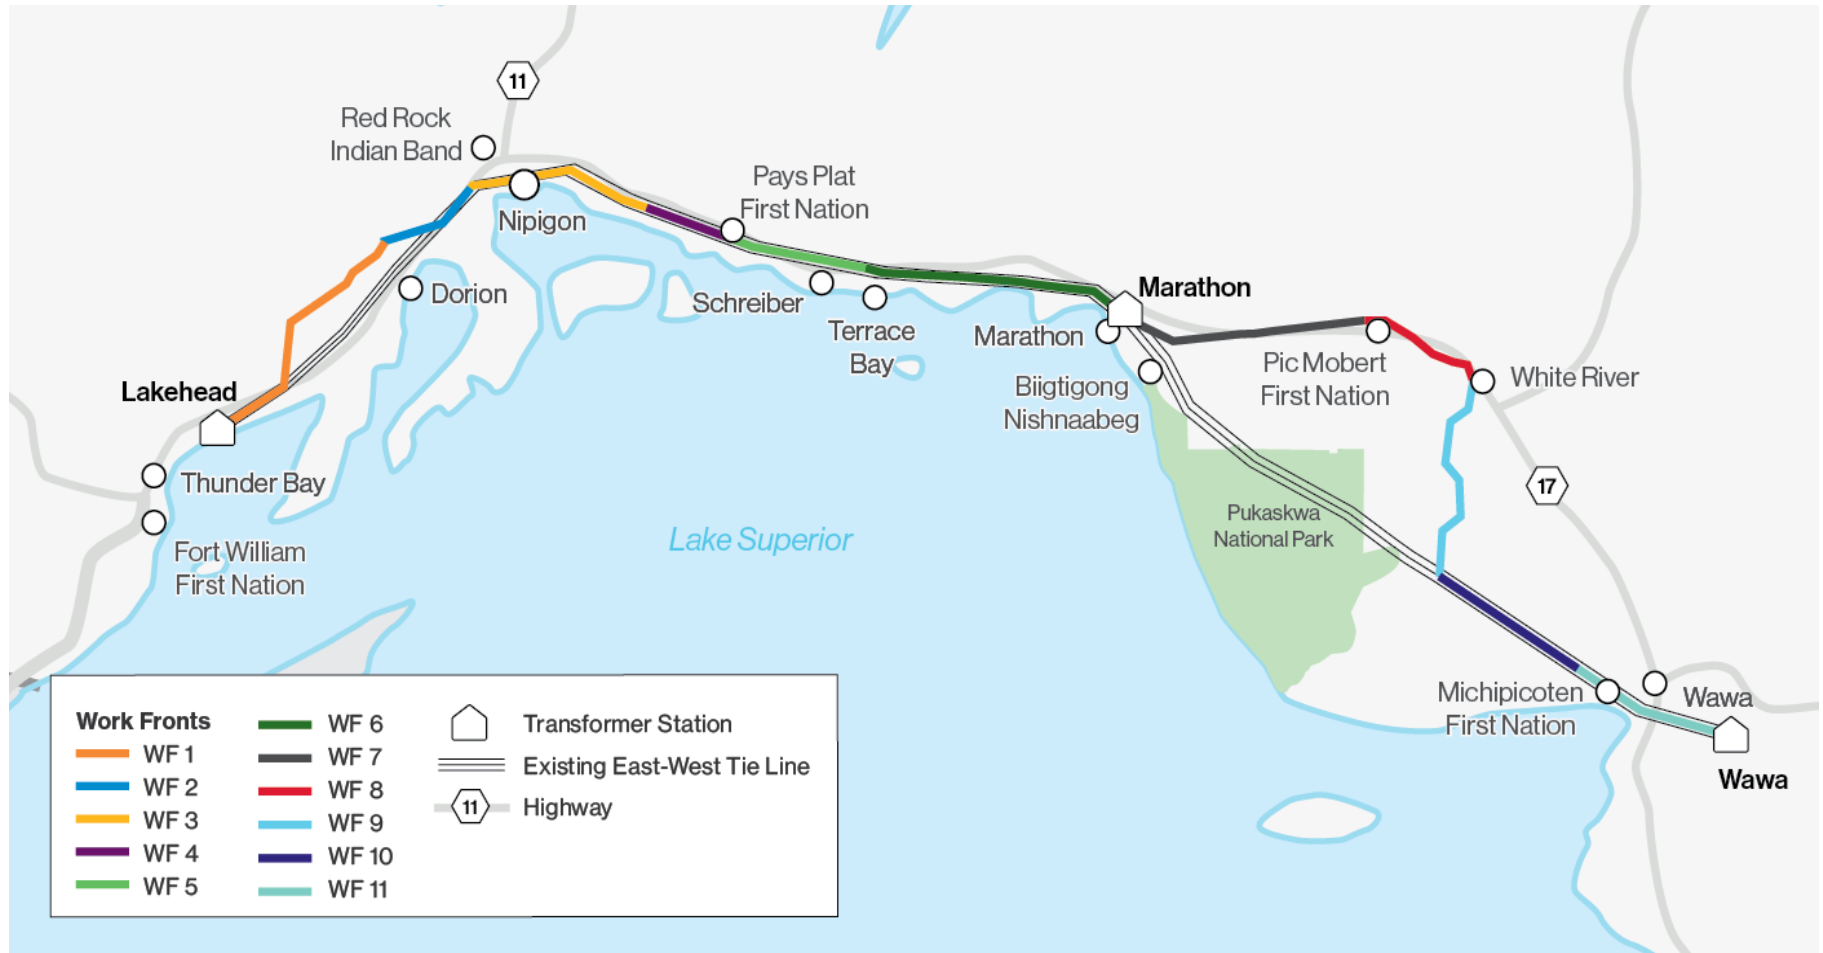 11
Red Rock
Indian Band
Pays Plat
First Nation
Nipigon
Dorion
Schreiber
Terrace
Bay
Marathon
Marathon
Biigtigong
Nishnaabeg
Pic Mobert
First Nation
White River
Lakehead
Thunder Bay
Fort William
First Nation
Lake Superior
Pukaskwa
National Park
17
Michipicoten
First Nation
Wawa
Wawa
Work Fronts
WF 1
WF 2
WF 3
WF 4
WF 5
WF 6
WF 7
WF 8
WF 9
WF 10
WF 11
Transformer Station
Existing East-West Tie Line
11
Highway